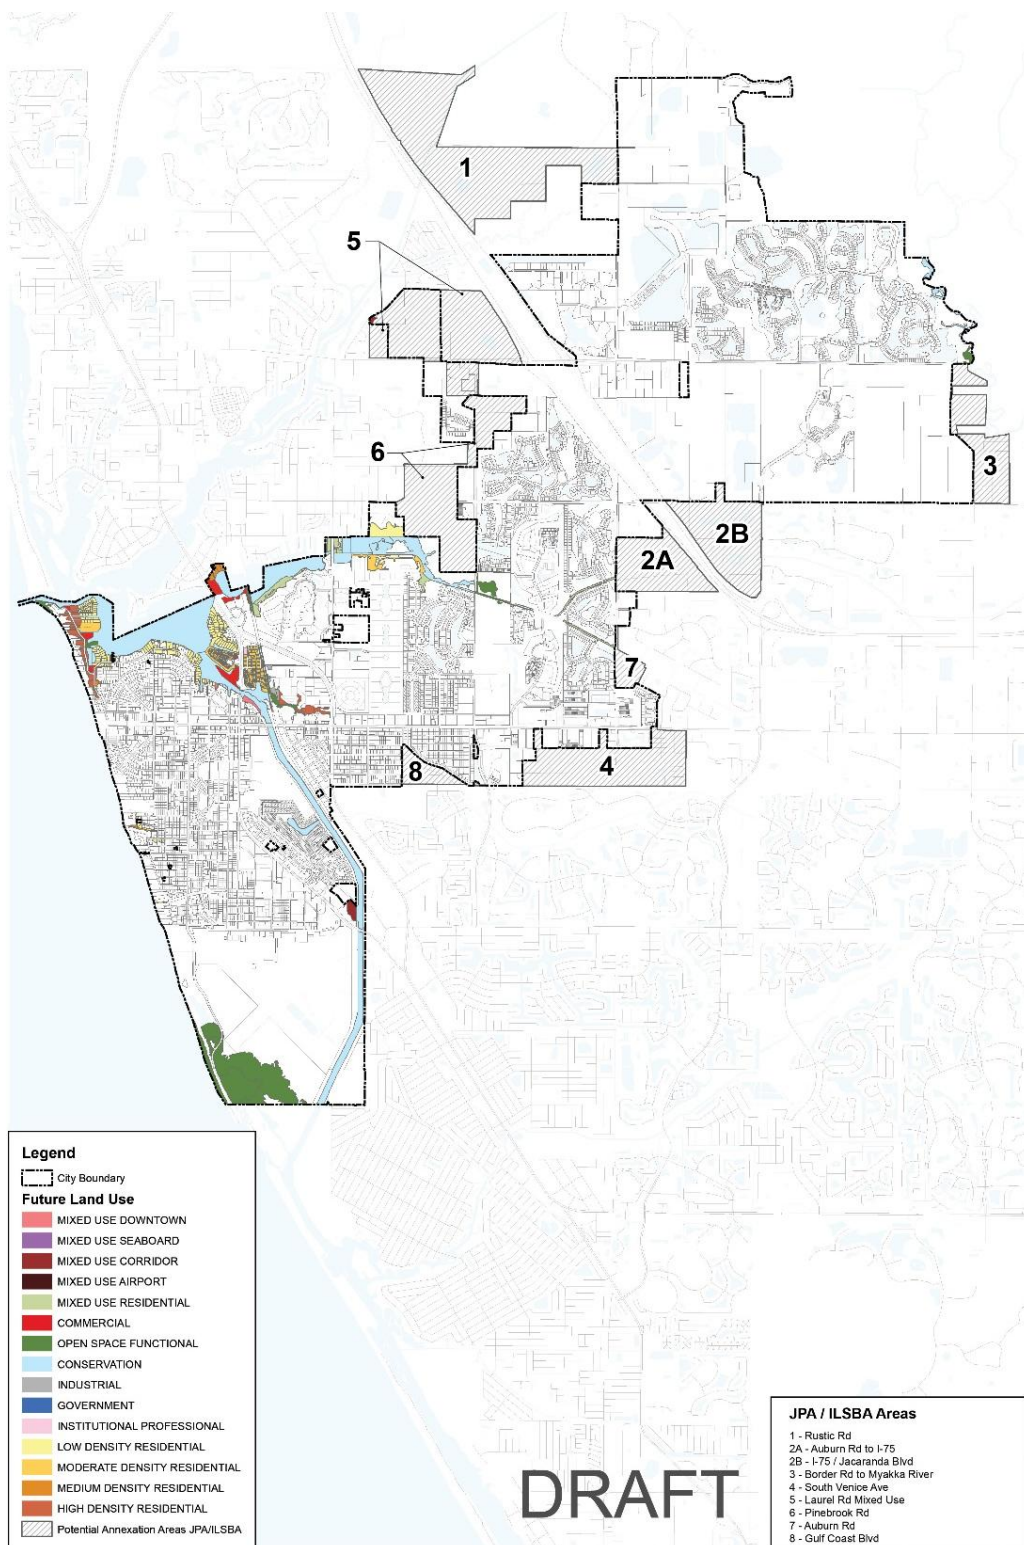 1
5
6
3
2B
2A
7
4
8
Legend
City Boundary
Future Land Use
MIXED USE DOWNTOWN
MIXED USE SEABOARD
MIXED USE CORRIDOR
MIXED USE AIRPORT
MIXED USE RESIDENTIAL
COMMERCIAL
OPEN SPACE FUNCTIONAL
CONSERVATION
INDUSTRIAL
GOVERNMENT
INSTITUTIONAL PROFESSIONAL
LOW DENSITY RESIDENTIAL
MODERATE DENSITY RESIDENTIAL
MEDIUM DENSITY RESIDENTIAL
HIGH DENSITY RESIDENTIAL
Potential Annexation Areas JPA/ILSBA
DRAFT
JPA / ILSBA Areas
1 - Rustic Rd
2A - Auburn Rd to I-75
2B - I-75 / Jacaranda Blvd
3 - Border Rd to Myakka River
4 - South Venice Ave
5 - Laurel Rd Mixed Use
6 - Pinebrook Rd
7 - Auburn Rd
8 - Gulf Coast Blvd